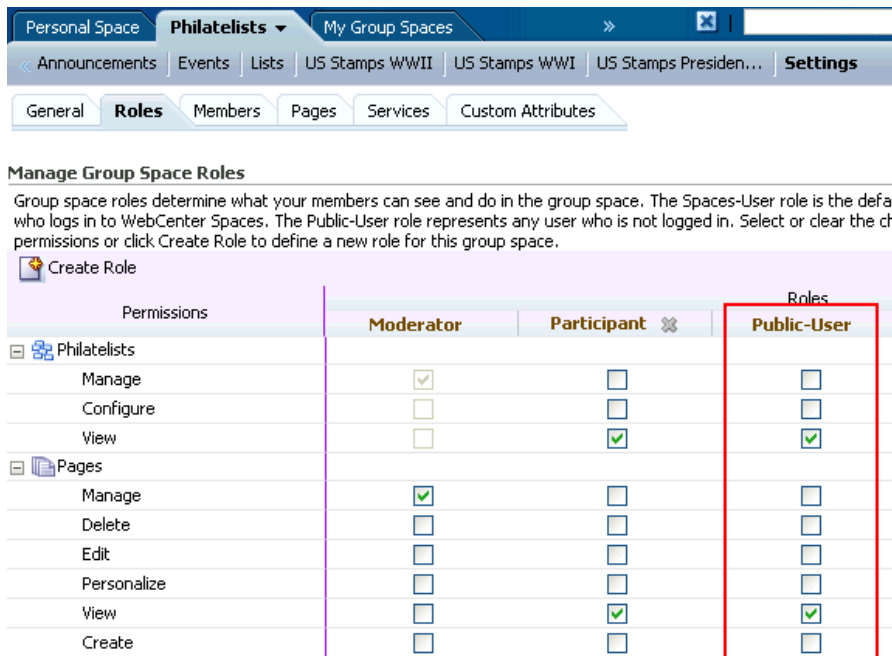 Personal Space Philatelists My Group Spaces »
« Announcements Events Lists US Stamps WWII US Stamps WWI US Stamps Presiden... Settings
General Roles Members Pages Services Custom Attributes
Manage Group Space Roles
Group space roles determine what your members can see and do in the group space. The Spaces-User role is the defa
who logs in to WebCenter Spaces. The Public-User role represents any user who is not logged in. Select or clear the ch
permissions or click Create Role to define a new role for this group space.
Create Role
Roles
Permissions
Moderator Participant Public-User
Philatelists
Manage
Configure
View
Pages
Manage
Delete
Edit
Personalize
View
Create